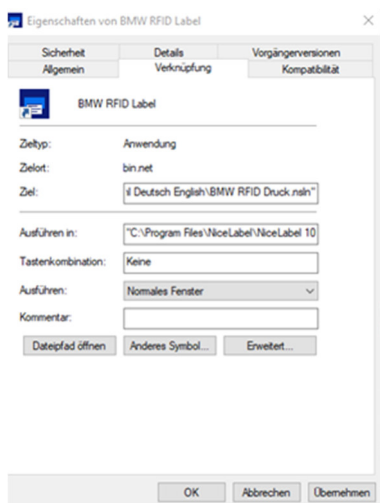 Eigenschaften von BMW RFID Label
Sicherheit Details Vorgängerversionen
Allgemein Verknüpfung Kompatibilität
BMW RFID Label
Zieltyp: Anwendung
Zielort: bin.net
Ziel: Deutsch English\BMW RFID Druck.nsln"
Ausführen in: "C:\Program Files\NiceLabel\NiceLabel 10
Tastenkombination: Keine
Ausführen: Normales Fenster
Kommentar:
Dateipfad öffnen Anderes Symbol... Erweitert...
OK Abbrechen Übernehmen